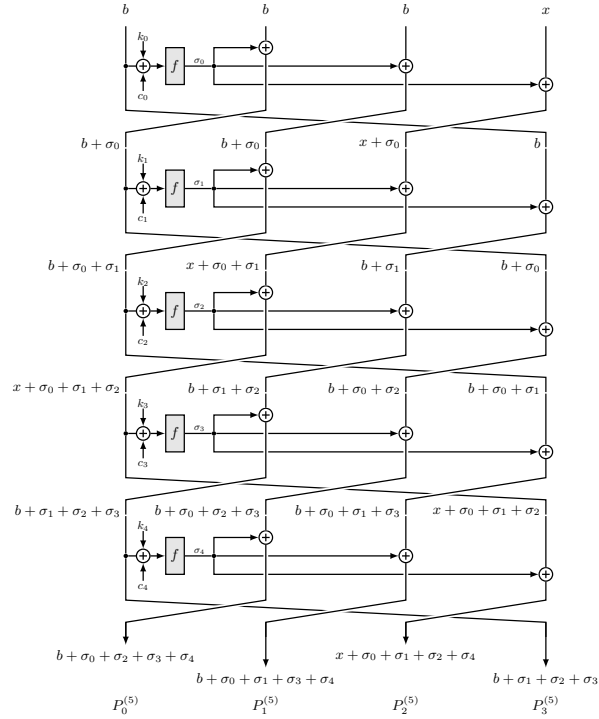 b b b x
k₀
f σ₀
c₀
b + σ₀ b + σ₀ x + σ₀ b
k₁
f σ₁
c₁
b + σ₀ + σ₁ x + σ₀ + σ₁ b + σ₁ b + σ₀
k₂
f σ₂
c₂
x + σ₀ + σ₁ + σ₂ b + σ₁ + σ₂ b + σ₀ + σ₂ b + σ₀ + σ₁
k₃
f σ₃
c₃
b + σ₁ + σ₂ + σ₃ b + σ₀ + σ₂ + σ₃ b + σ₀ + σ₁ + σ₃ x + σ₀ + σ₁ + σ₂
k₄
f σ₄
c₄
b + σ₀ + σ₂ + σ₃ + σ₄ x + σ₀ + σ₁ + σ₂ + σ₄
b + σ₀ + σ₁ + σ₃ + σ₄ b + σ₁ + σ₂ + σ₃
P₀⁽⁵⁾ P₁⁽⁵⁾ P₂⁽⁵⁾ P₃⁽⁵⁾